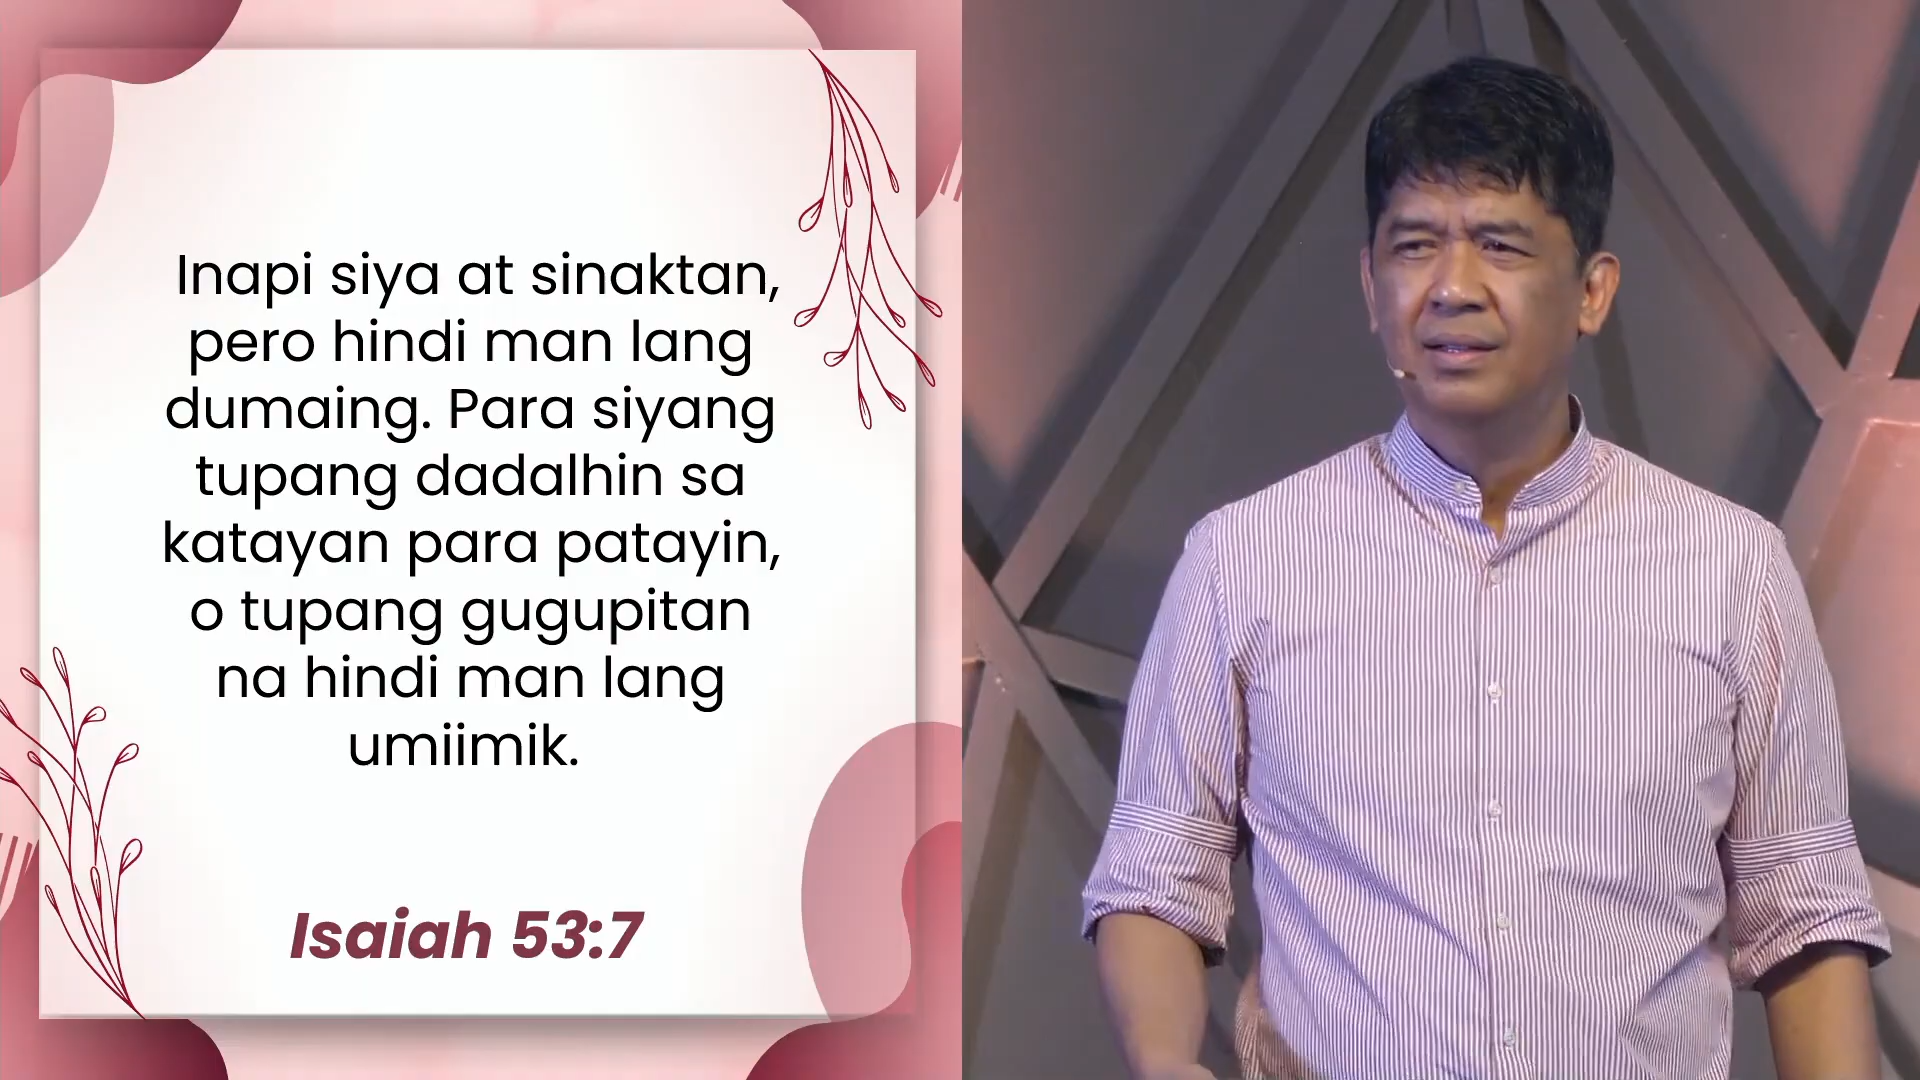 Inapi siya at sinaktan,
pero hindi man lang
dumaing. Para siyang
tupang dadalhin sa
katayan para patayin,
o tupang gugupitan
na hindi man lang
umiimik.
Isaiah 53:7